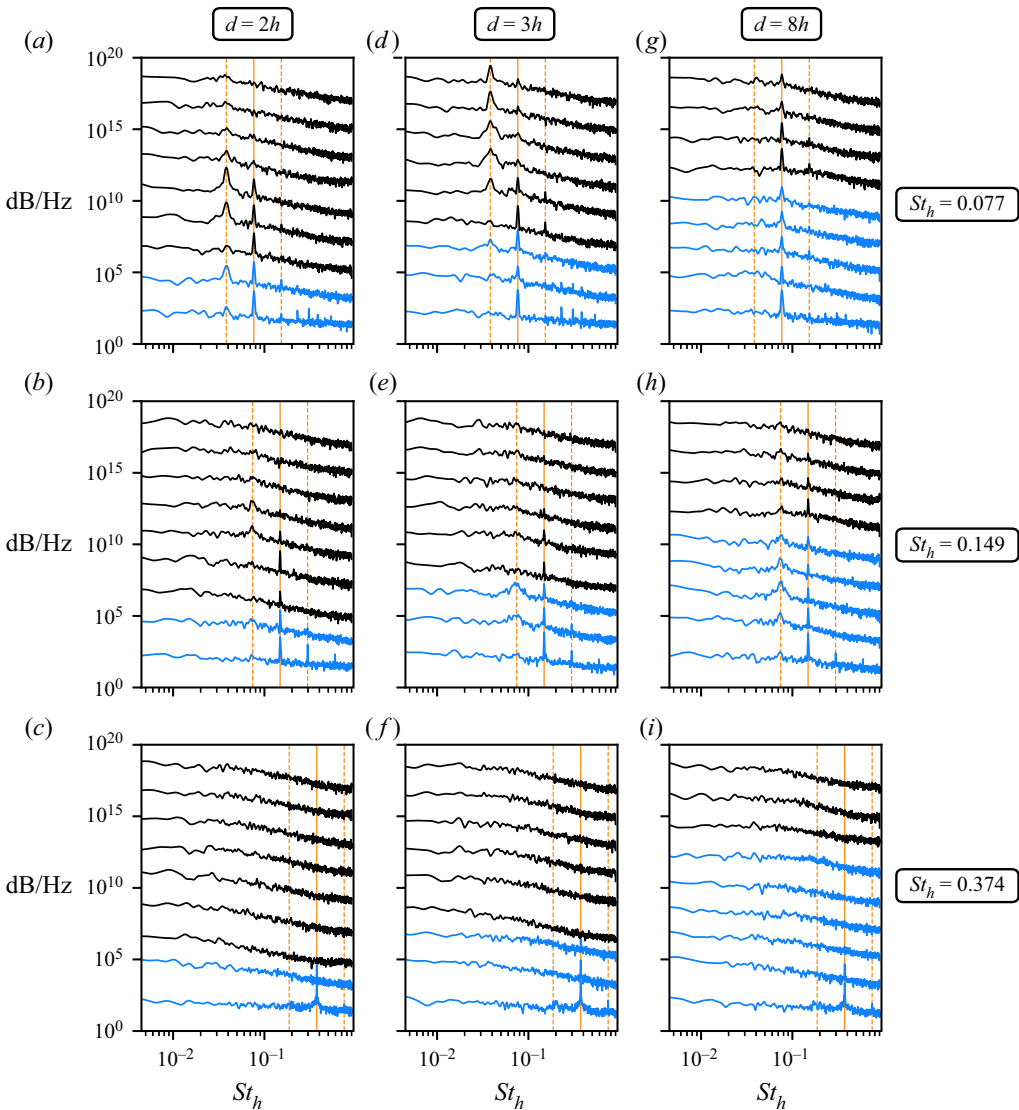 d = 2h
d = 3h
d = 8h
(a)
(d)
(g)
10^20
10^15
10^10
10^5
10^0
dB/Hz
St_h = 0.077
(b)
(e)
(h)
10^20
10^15
10^10
10^5
10^0
dB/Hz
St_h = 0.149
(c)
(f)
(i)
10^20
10^15
10^10
10^5
10^0
dB/Hz
St_h = 0.374
10^−2 10^−1
10^−2 10^−1
10^−2 10^−1
St_h
St_h
St_h